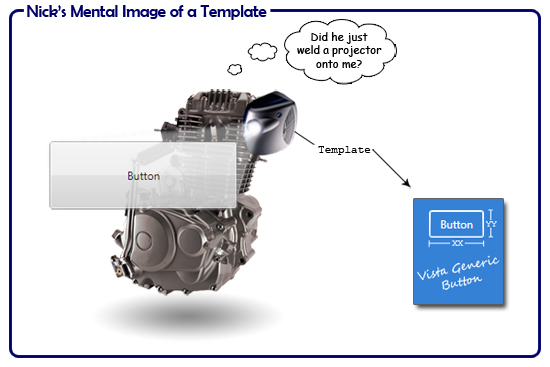 Nick's Mental Image of a Template
Did he just
weld a projector
onto me?
Template
Button
Button
YY
XX
Vista Generic
Button